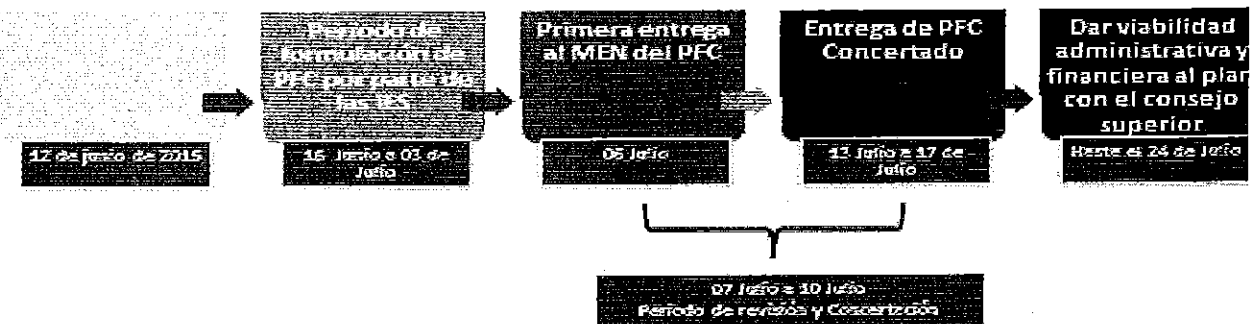 Período de
formulación de
PFC por parte de
las IES
Primera entrega
al MEN del PFC
Entrega de PFC
Concertado
Dar viabilidad
administrativa y
financiera al plan
con el consejo
superior
12 de junio de 2015
16 Junio a 03 de
Julio
06 Julio
13 Julio a 17 de
Julio
Hasta el 24 de Julio
07 Julio a 10 Julio
Período de revisión y Concertación